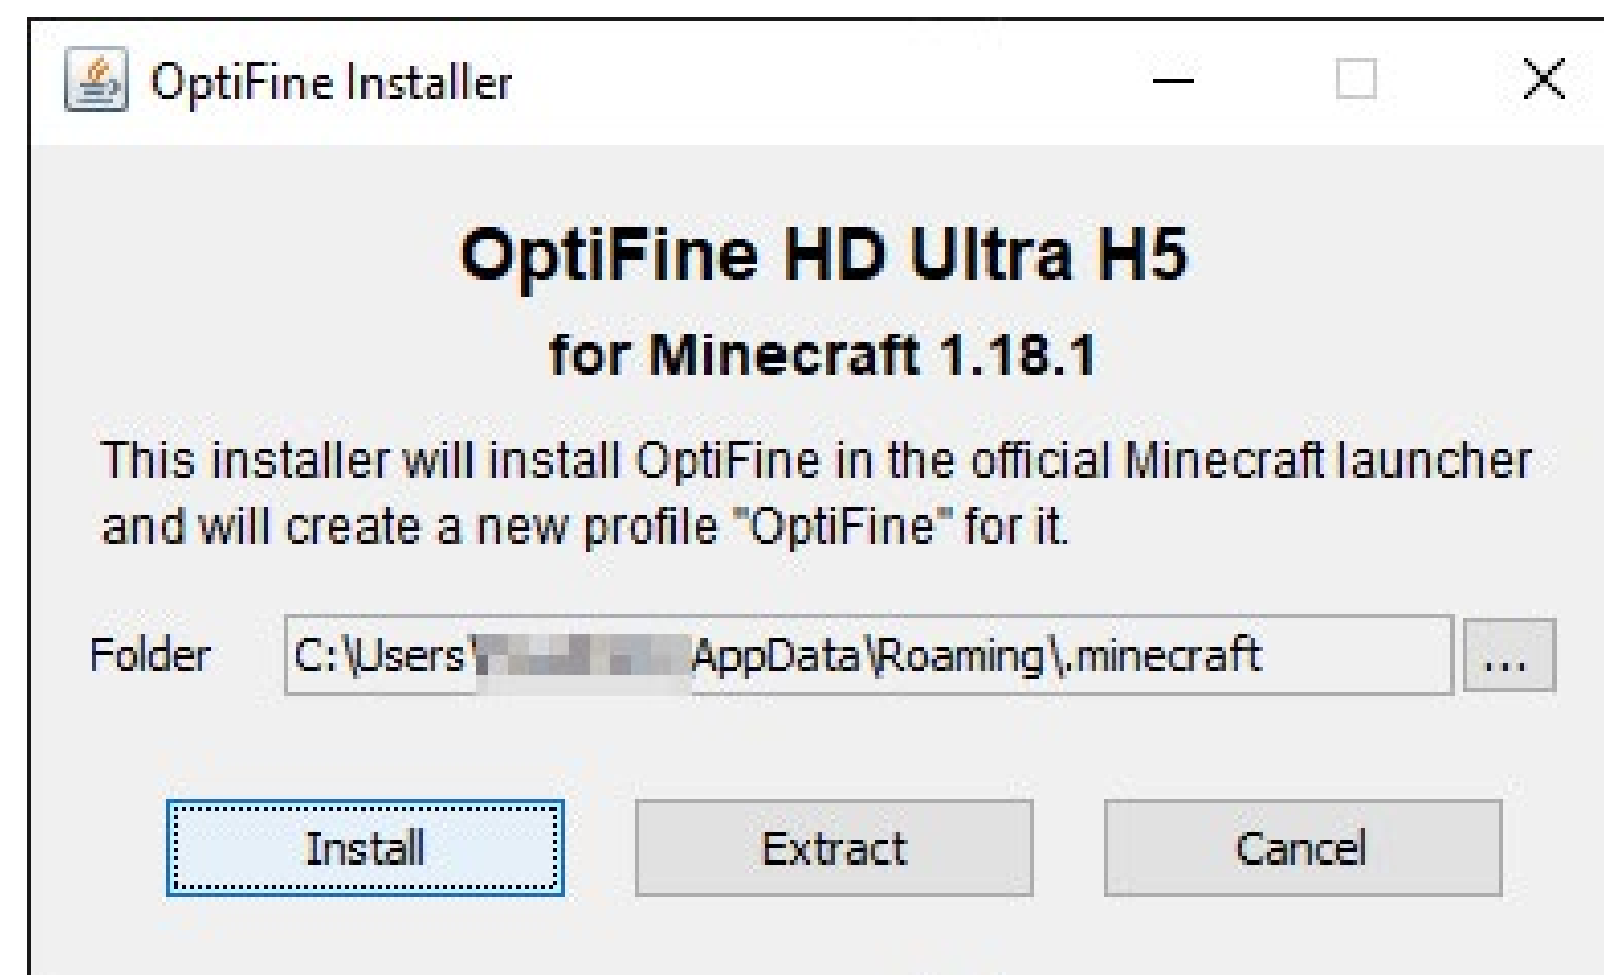 OptiFine Installer
OptiFine HD Ultra H5
for Minecraft 1.18.1
This installer will install OptiFine in the official Minecraft launcher
and will create a new profile "OptiFine" for it.
Folder C:\Users\ AppData\Roaming\.minecraft ...
Install Extract Cancel